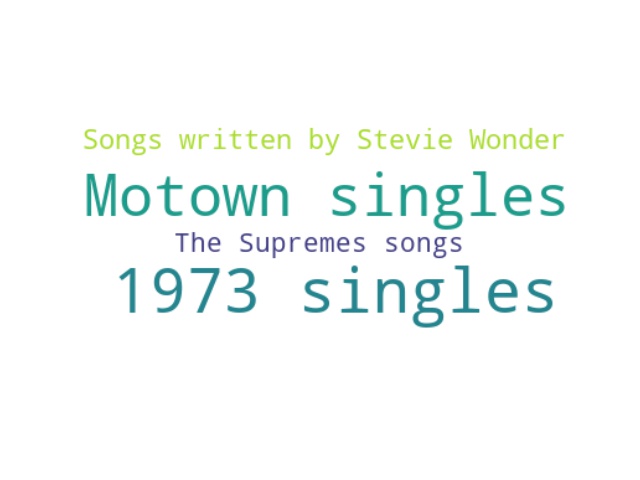 Songs written by Stevie Wonder
Motown singles
The Supremes songs
1973 singles